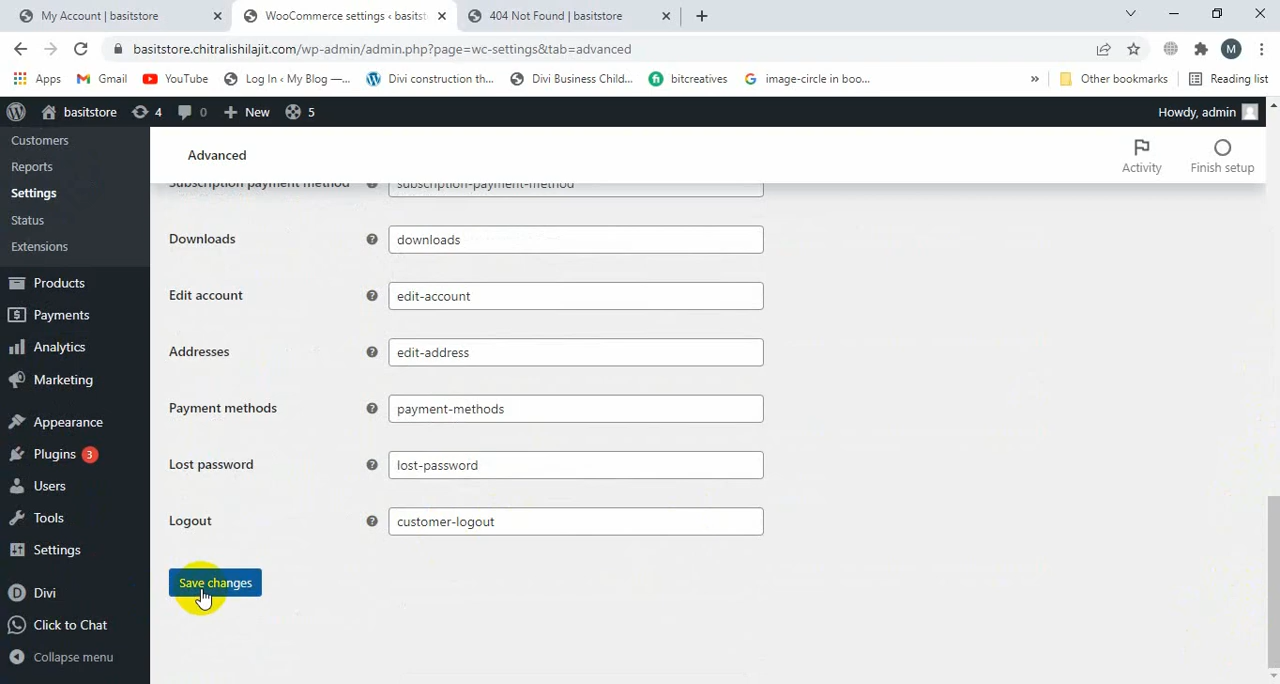 My Account | basitstore
WooCommerce settings ‹ basitst
404 Not Found | basitstore
basitstore.chitralishilajit.com/wp-admin/admin.php?page=wc-settings&tab=advanced
M
Apps
Gmail
YouTube
Log In ‹ My Blog —...
Divi construction th...
Divi Business Child...
bitcreatives
image-circle in boo...
»
Other bookmarks
Reading list
basitstore
4
0
New
5
Howdy, admin
Customers
Reports
Settings
Status
Extensions
Products
Payments
Analytics
Marketing
Appearance
Plugins 3
Users
Tools
Settings
Divi
Click to Chat
Collapse menu
Advanced
Activity
Finish setup
Subscription payment method
subscription-payment-method
Downloads
downloads
Edit account
edit-account
Addresses
edit-address
Payment methods
payment-methods
Lost password
lost-password
Logout
customer-logout
Save changes